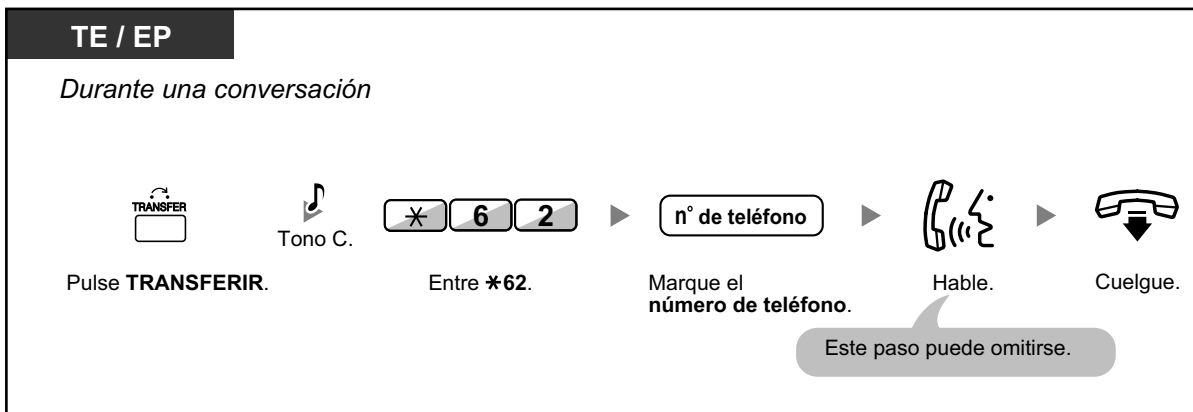 TE / EP
Durante una conversación
TRANSFER
Tono C.
* 6 2
n° de teléfono
Pulse TRANSFERIR.
Entre *62.
Marque el
número de teléfono.
Hable.
Cuelgue.
Este paso puede omitirse.